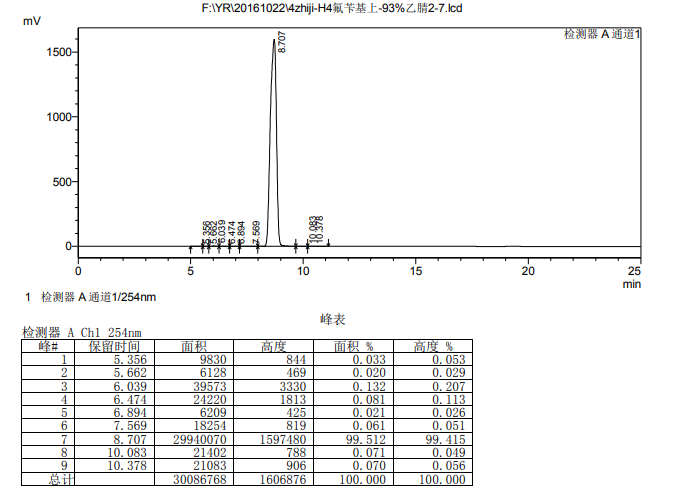 F:\YR\20161022\4zhiji-H4氟苄基上-93%乙腈2-7.lcd
mV
检测器 A 通道1
1500
1000
500
0
5.356
5.662
6.039
6.474
6.894
7.569
8.707
10.083
10.378
0 5 10 15 20 25
min
1 检测器 A 通道1/254nm
峰表
检测器 A Ch1 254nm
峰# 保留时间 面积 高度 面积 % 高度 %
1 5.356 9830 844 0.033 0.053
2 5.662 6128 469 0.020 0.029
3 6.039 39573 3330 0.132 0.207
4 6.474 24220 1813 0.081 0.113
5 6.894 6209 425 0.021 0.026
6 7.569 18254 819 0.061 0.051
7 8.707 29940070 1597480 99.512 99.415
8 10.083 21402 788 0.071 0.049
9 10.378 21083 906 0.070 0.056
总计 30086768 1606876 100.000 100.000